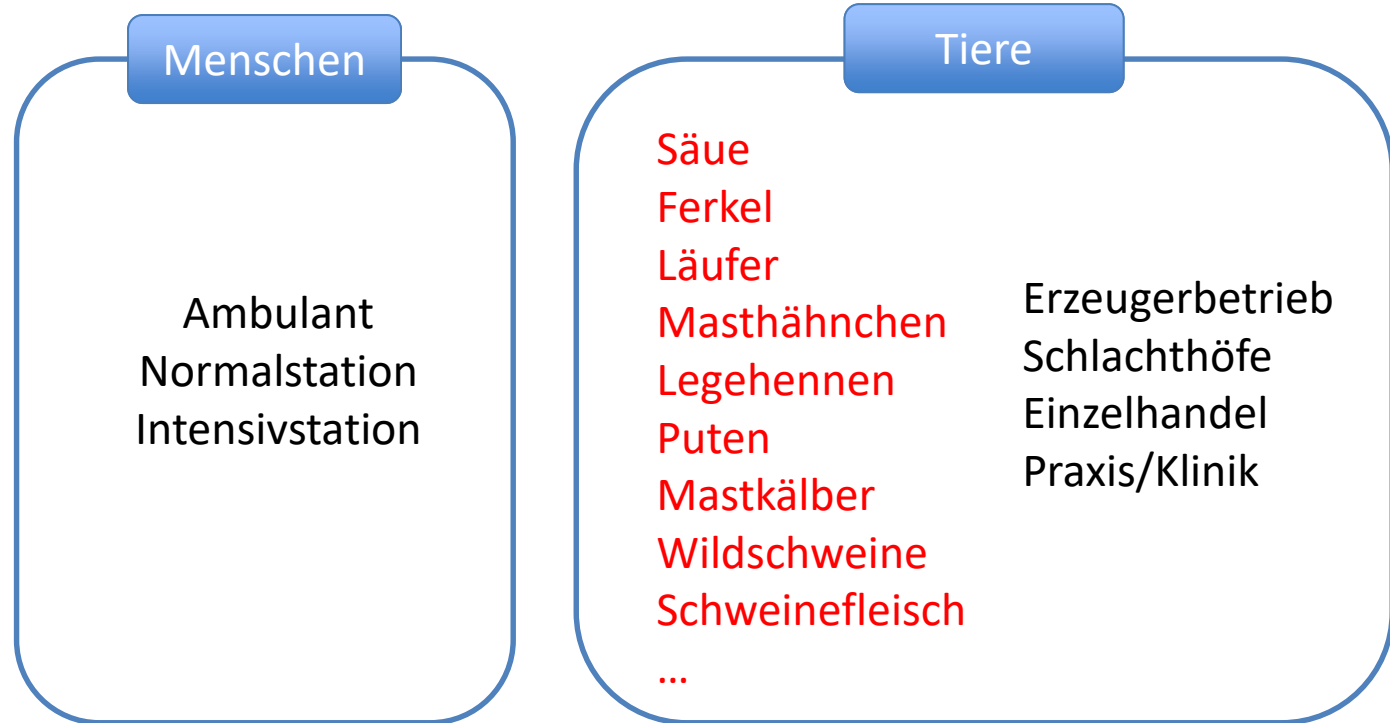 Menschen
Ambulant
Normalstation
Intensivstation
Tiere
Säue
Ferkel
Läufer
Masthähnchen
Legehennen
Puten
Mastkälber
Wildschweine
Schweinefleisch
...
Erzeugerbetrieb
Schlachthöfe
Einzelhandel
Praxis/Klinik